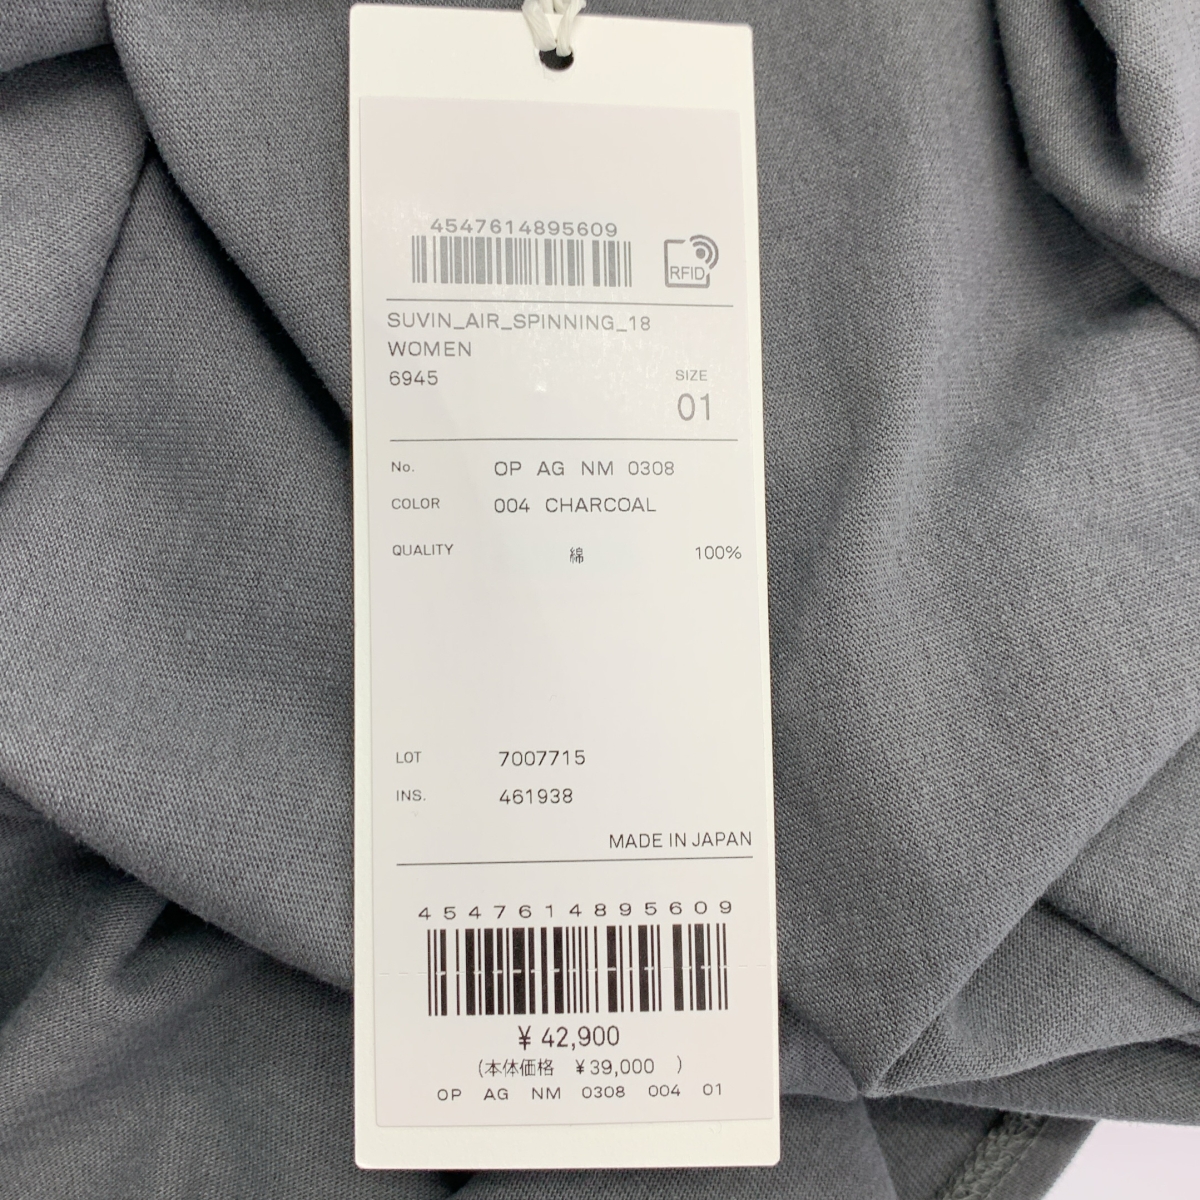 4547614895609
RFID
SUVIN_AIR_SPINNING_18
WOMEN
6945
SIZE
01
No. OP AG NM 0308
COLOR 004 CHARCOAL
QUALITY 綿 100%
LOT 7007715
INS. 461938
MADE IN JAPAN
4547614895609
¥ 42,900
(本体価格 ¥39,000 )
OP AG NM 0308 004 01